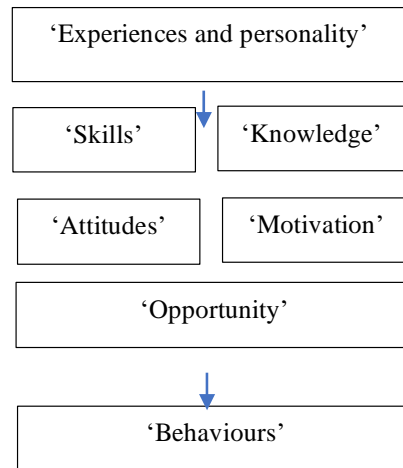 ‘Experiences and personality’
‘Skills’
‘Knowledge’
‘Attitudes’
‘Motivation’
‘Opportunity’
‘Behaviours’